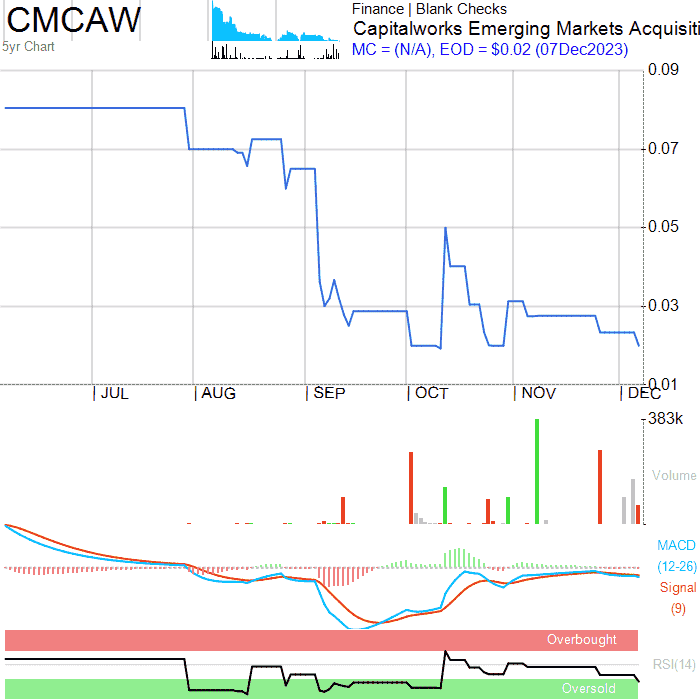 CMCAW
5yr Chart
Finance | Blank Checks
Capitalworks Emerging Markets Acquisiti
MC = (N/A), EOD = $0.02 (07Dec2023)
0.09
0.07
0.05
0.03
0.01
JUL
AUG
SEP
OCT
NOV
DEC
383k
Volume
MACD
(12-26)
Signal
(9)
Overbought
RSI(14)
Oversold